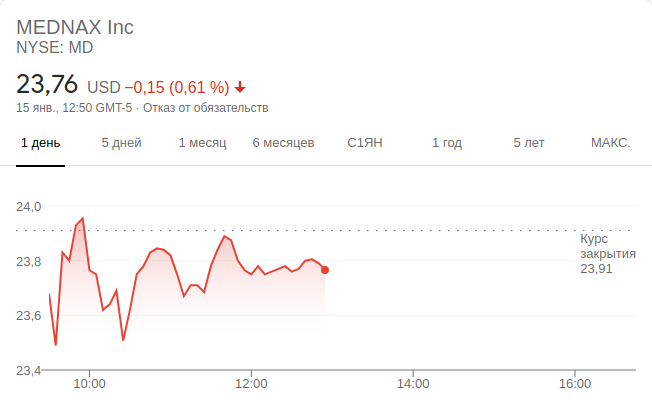 MEDNAX Inc
NYSE: MD
23,76 USD −0,15 (0,61 %)
15 янв., 12:50 GMT-5 · Отказ от обязательств
1 день 5 дней 1 месяц 6 месяцев С1ЯН 1 год 5 лет МАКС.
24,0
Курс
закрытия
23,91
23,8
23,6
23,4
10:00 12:00 14:00 16:00